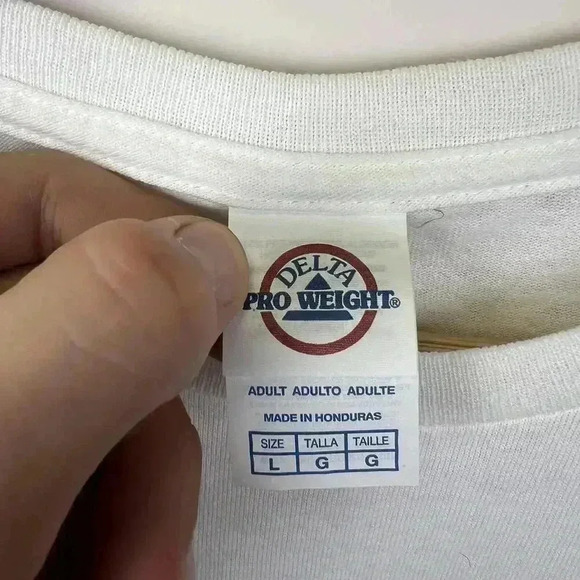 DELTA
PRO WEIGHT®
ADULT ADULTO ADULTE
MADE IN HONDURAS
SIZE TALLA TAILLE
L G G